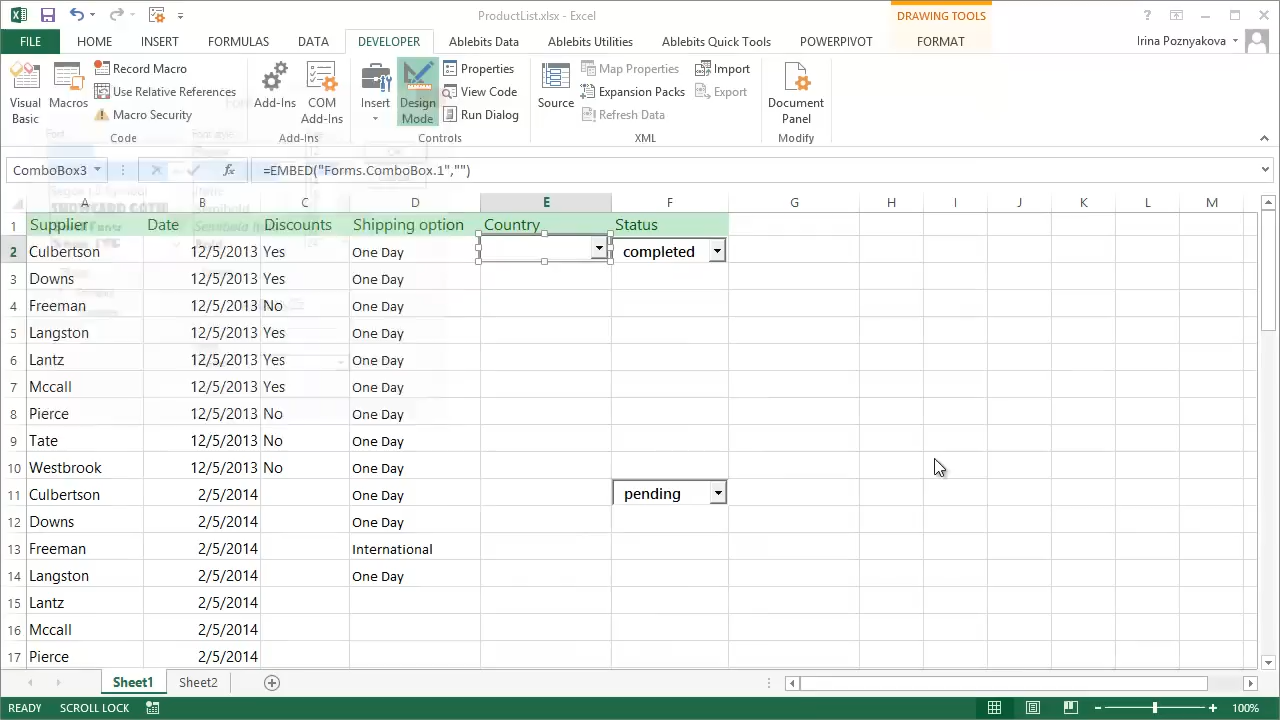 ProductList.xlsx - Excel
DRAWING TOOLS
FILE HOME INSERT FORMULAS DATA DEVELOPER Ablebits Data Ablebits Utilities Ablebits Quick Tools POWERPIVOT FORMAT Irina Poznyakova
Visual Basic
Macros
Record Macro
Use Relative References
Macro Security
Code
Add-Ins
COM Add-Ins
Add-Ins
Insert
Design Mode
Properties
View Code
Run Dialog
Controls
Source
Map Properties
Expansion Packs
Refresh Data
Import
Export
XML
Document Panel
Modify
ComboBox3 fx =EMBED("Forms.ComboBox.1","")
A B C D E F G H I J K L M
1 Supplier Date Discounts Shipping option Country Status
2 Culbertson 12/5/2013 Yes One Day completed
3 Downs 12/5/2013 Yes One Day
4 Freeman 12/5/2013 No One Day
5 Langston 12/5/2013 Yes One Day
6 Lantz 12/5/2013 Yes One Day
7 Mccall 12/5/2013 Yes One Day
8 Pierce 12/5/2013 No One Day
9 Tate 12/5/2013 No One Day
10 Westbrook 12/5/2013 No One Day
11 Culbertson 2/5/2014 One Day pending
12 Downs 2/5/2014 One Day
13 Freeman 2/5/2014 International
14 Langston 2/5/2014 One Day
15 Lantz 2/5/2014
16 Mccall 2/5/2014
17 Pierce 2/5/2014
Sheet1 Sheet2
READY SCROLL LOCK 100%